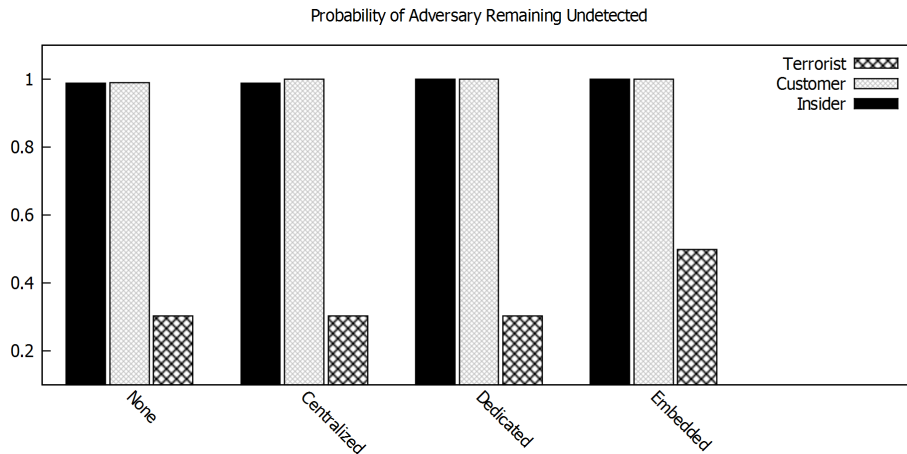 Probability of Adversary Remaining Undetected
Terrorist
Customer
Insider
1
0.8
0.6
0.4
0.2
None
Centralized
Dedicated
Embedded